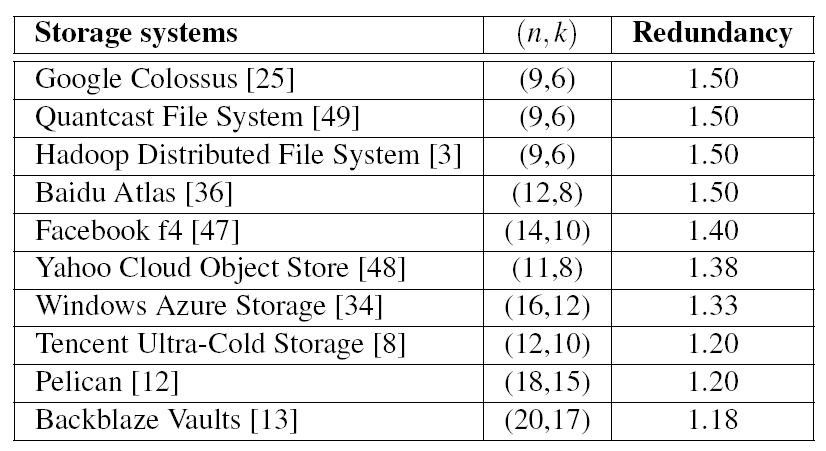 Storage systems (n,k) Redundancy
Google Colossus [25] (9,6) 1.50
Quantcast File System [49] (9,6) 1.50
Hadoop Distributed File System [3] (9,6) 1.50
Baidu Atlas [36] (12,8) 1.50
Facebook f4 [47] (14,10) 1.40
Yahoo Cloud Object Store [48] (11,8) 1.38
Windows Azure Storage [34] (16,12) 1.33
Tencent Ultra-Cold Storage [8] (12,10) 1.20
Pelican [12] (18,15) 1.20
Backblaze Vaults [13] (20,17) 1.18